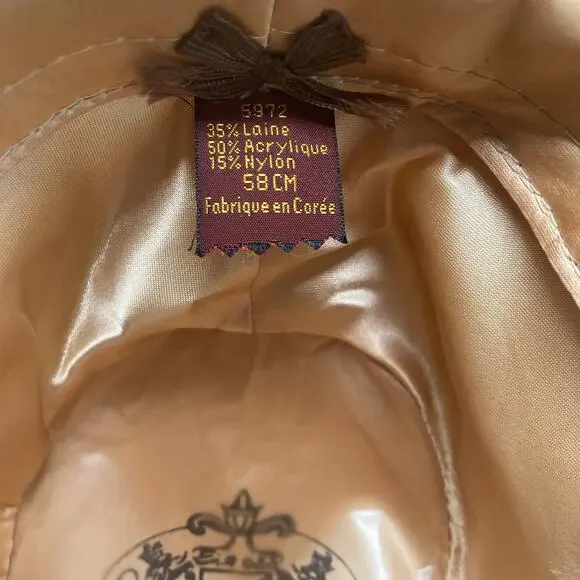 5972
35% Laine
50% Acrylique
15% Nylon
58 CM
Fabrique en Corée